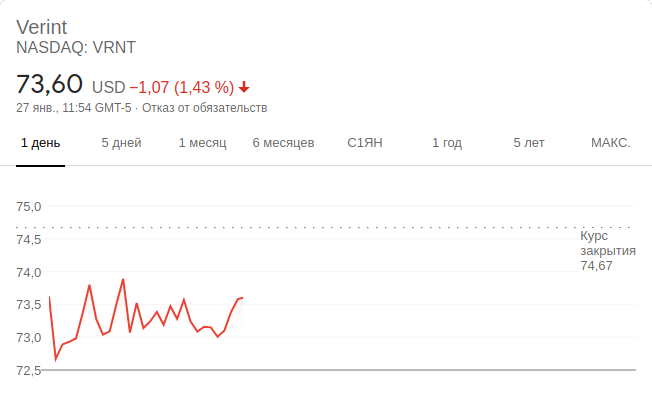 Verint
NASDAQ: VRNT
73,60 USD −1,07 (1,43 %)
27 янв., 11:54 GMT-5 · Отказ от обязательств
1 день 5 дней 1 месяц 6 месяцев С1ЯН 1 год 5 лет МАКС.
75,0
74,5
Курс
закрытия
74,67
74,0
73,5
73,0
72,5